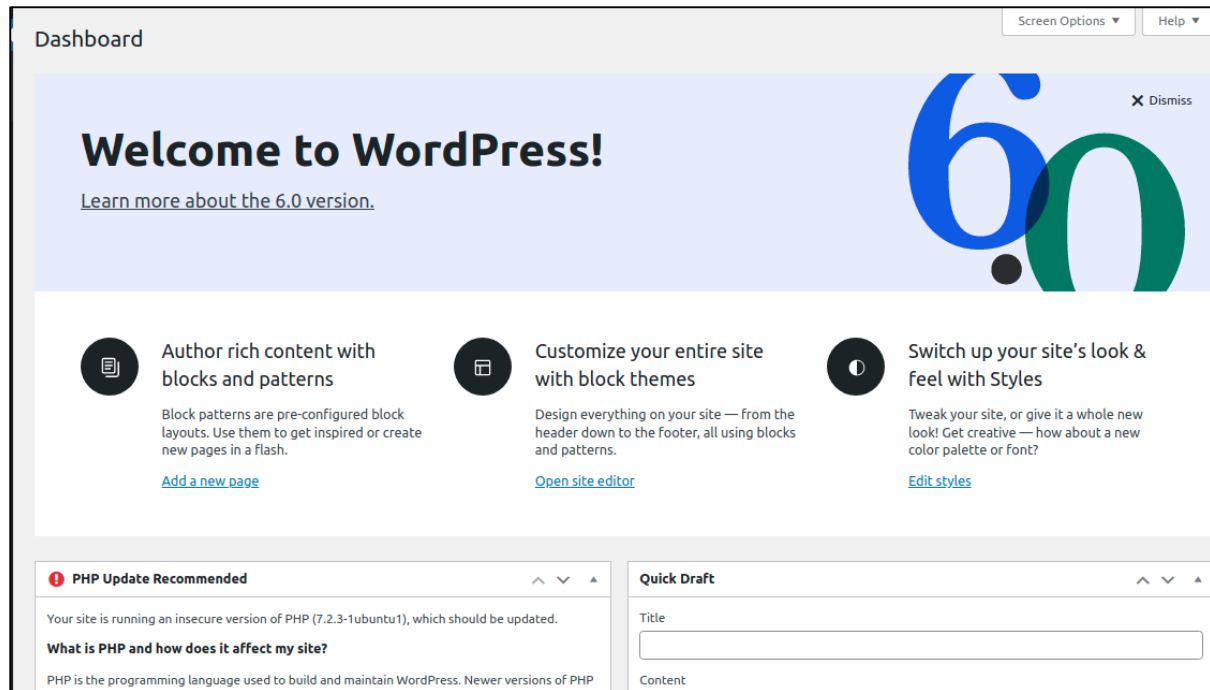 Screen Options ▼
Help ▼
Dashboard
Dismiss
Welcome to WordPress!
Learn more about the 6.0 version.
6.0
Author rich content with
blocks and patterns
Block patterns are pre-configured block
layouts. Use them to get inspired or create
new pages in a flash.
Add a new page
Customize your entire site
with block themes
Design everything on your site — from the
header down to the footer, all using blocks
and patterns.
Open site editor
Switch up your site’s look &
feel with Styles
Tweak your site, or give it a whole new
look! Get creative — how about a new
color palette or font?
Edit styles
PHP Update Recommended
Your site is running an insecure version of PHP (7.2.3-1ubuntu1), which should be updated.
What is PHP and how does it affect my site?
PHP is the programming language used to build and maintain WordPress. Newer versions of PHP
Quick Draft
Title
Content